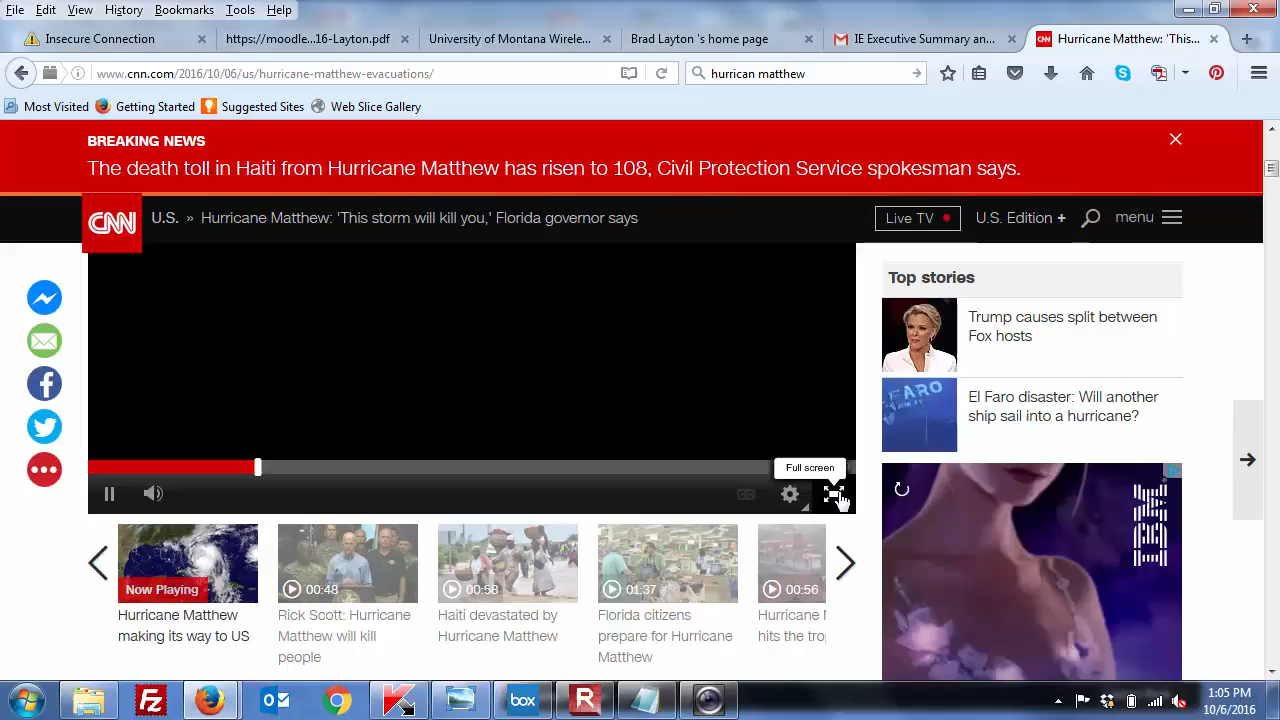 File Edit View History Bookmarks Tools Help
Insecure Connection
https://moodle...16-Layton.pdf
University of Montana Wirele...
Brad Layton 's home page
IE Executive Summary an...
Hurricane Matthew: 'This...
www.cnn.com/2016/10/06/us/hurricane-matthew-evacuations/
hurrican matthew
Most Visited
Getting Started
Suggested Sites
Web Slice Gallery
BREAKING NEWS
The death toll in Haiti from Hurricane Matthew has risen to 108, Civil Protection Service spokesman says.
CNN
U.S. » Hurricane Matthew: 'This storm will kill you,' Florida governor says
Live TV
U.S. Edition +
menu
Top stories
Trump causes split between
Fox hosts
FARO
El Faro disaster: Will another
ship sail into a hurricane?
Full screen
CC
IBM
Now Playing
Hurricane Matthew
making its way to US
00:48
Rick Scott: Hurricane
Matthew will kill
people
00:58
Haiti devastated by
Hurricane Matthew
01:37
Florida citizens
prepare for Hurricane
Matthew
00:56
Hurricane
hits the
box
1:05 PM
10/6/2016